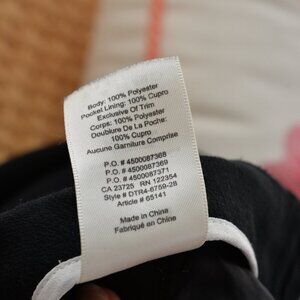 Body: 100% Polyester
Pocket Lining: 100% Cupro
Exclusive Of Trim
Corps: 100% Polyester
Doublure De La Poche:
100% Cupro
Aucune Garniture Comprise
P.O. # 4500087368
P.O. # 4500087369
P.O. # 4500087371
CA 23725 RN 122354
Style # DTR4-6759-28
Article # 65141
Made in China
Fabriqué en Chine